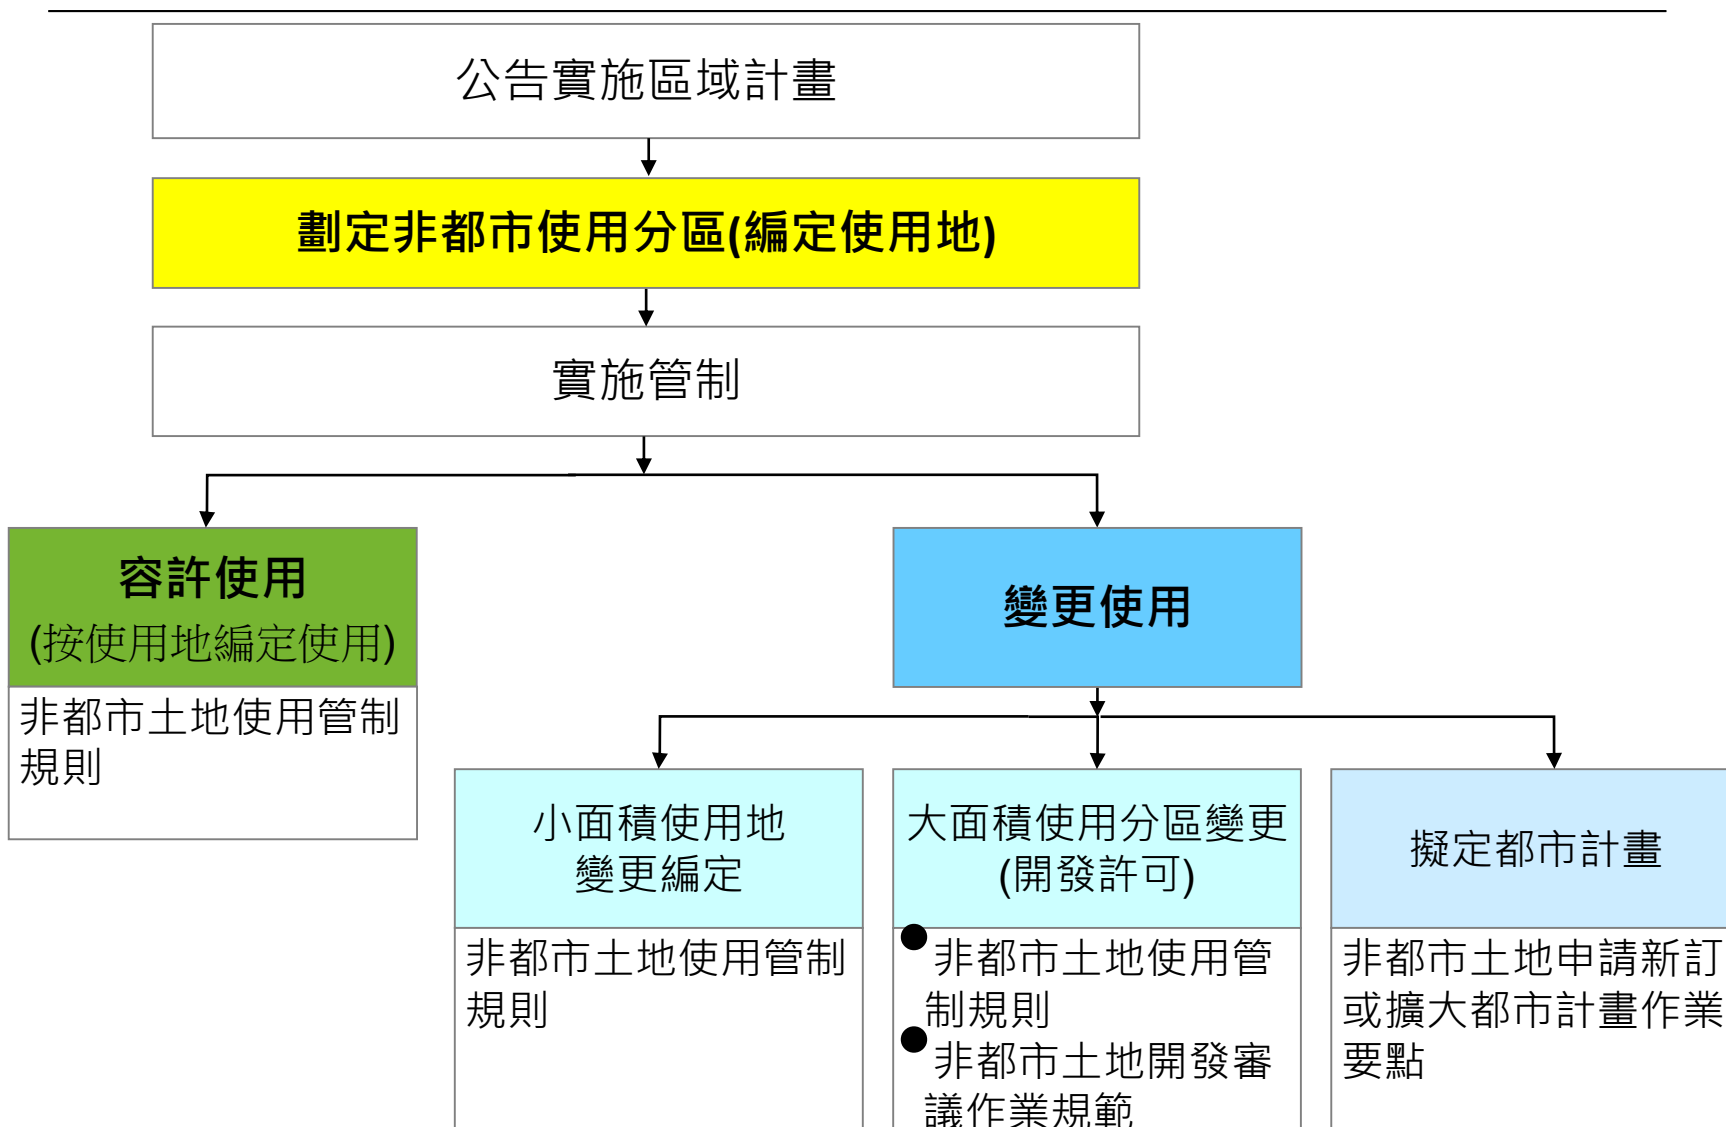 公告實施區域計畫
劃定非都市使用分區(編定使用地)
實施管制
容許使用
(按使用地編定使用)
非都市土地使用管制
規則
變更使用
小面積使用地
變更編定
非都市土地使用管制
規則
大面積使用分區變更
(開發許可)
●非都市土地使用管
制規則
●非都市土地開發審
議作業規範
擬定都市計畫
非都市土地申請新訂
或擴大都市計畫作業
要點